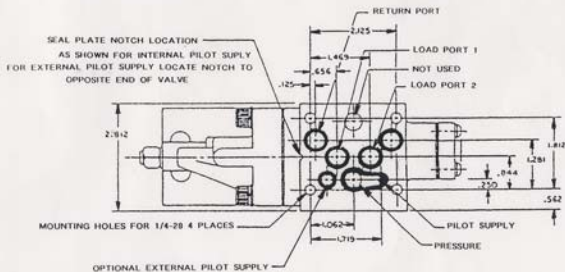 RETURN PORT
2.125
SEAL PLATE NOTCH LOCATION
LOAD PORT 1
AS SHOWN FOR INTERNAL PILOT SUPLY
1.469
FOR EXTERNAL PILOT SUPPLY LOCATE NOTCH TO
.656
NOT USED
OPPOSITE END OF VALVE
.125
LOAD PORT 2
1.812
1.281
.844
.250
.562
MOUNTING HOLES FOR 1/4-20 4 PLACES
1.062
PILOT SUPPLY
1.719
PRESSURE
OPTIONAL EXTERNAL PILOT SUPPLY